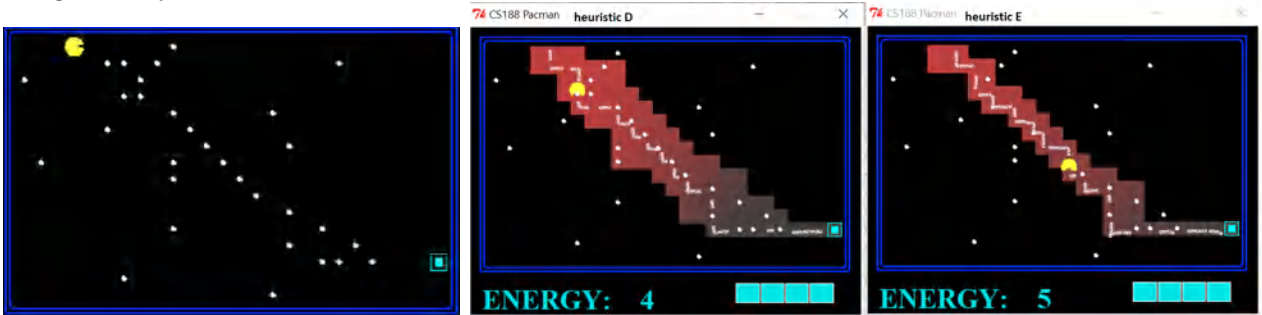 CS188 Pacman heuristic D
CS188 Pacman heuristic E
ENERGY: 4
ENERGY: 5